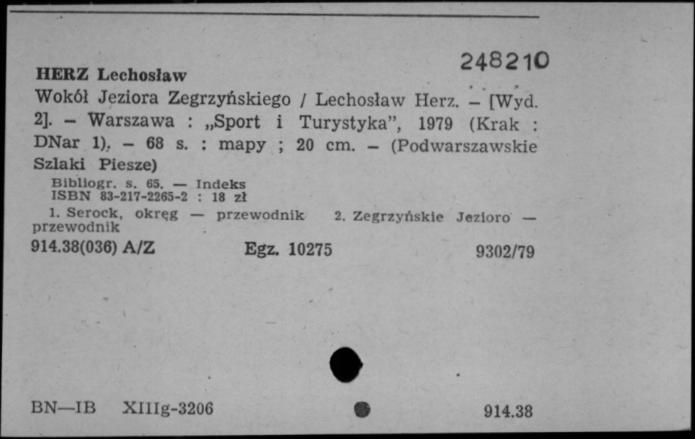 248210
HERZ Lechosław
Wokół Jeziora Zegrzyńskiego / Lechosław Herz. — [Wyd.
2]. — Warszawa : „Sport i Turystyka”, 1979 (Krak :
DNar 1). — 68 s. : mapy ; 20 cm. — (Podwarszawskie
Szlaki Piesze)
Bibliogr. s. 65. — Indeks
ISBN 83-217-2265-2 : 18 zł
1. Serock, okręg — przewodnik 2. Zegrzyńskie Jezioro —
przewodnik
914.38(036) A/Z Egz. 10275 9302/79
BN—IB XIIIg-3206 914.38